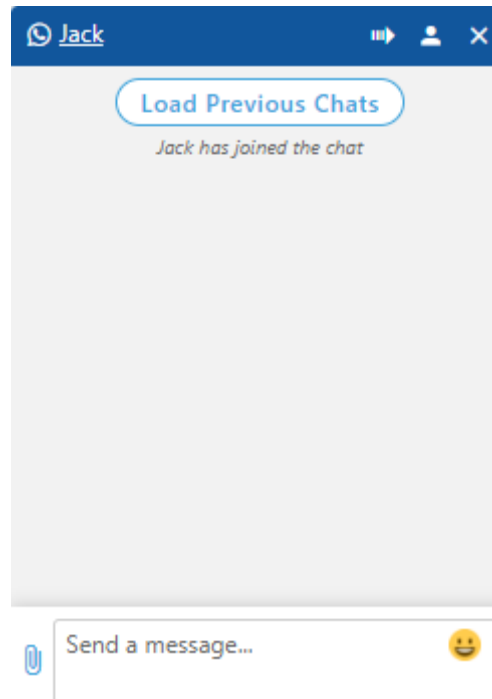 Jack
Load Previous Chats
Jack has joined the chat
Send a message...